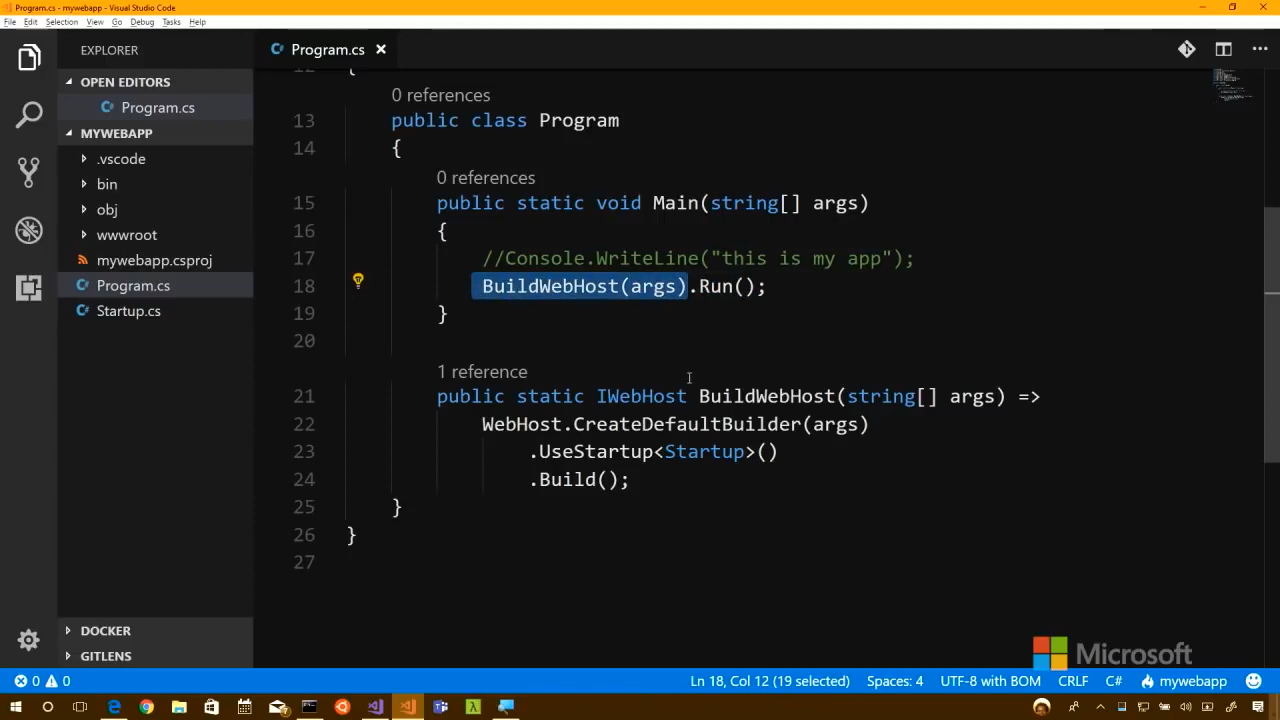 Program.cs - mywebapp - Visual Studio Code
File Edit Selection View Go Debug Tasks Help
EXPLORER
OPEN EDITORS
Program.cs
MYWEBAPP
.vscode
bin
obj
wwwroot
mywebapp.csproj
Program.cs
Startup.cs
DOCKER
GITLENS
Program.cs
12 {
0 references
13 public class Program
14 {
0 references
15 public static void Main(string[] args)
16 {
17 //Console.WriteLine("this is my app");
18 BuildWebHost(args).Run();
19 }
20
1 reference
21 public static IWebHost BuildWebHost(string[] args) =>
22 WebHost.CreateDefaultBuilder(args)
23 .UseStartup<Startup>()
24 .Build();
25 }
26 }
27
Microsoft
0 0 Ln 18, Col 12 (19 selected) Spaces: 4 UTF-8 with BOM CRLF C# mywebapp